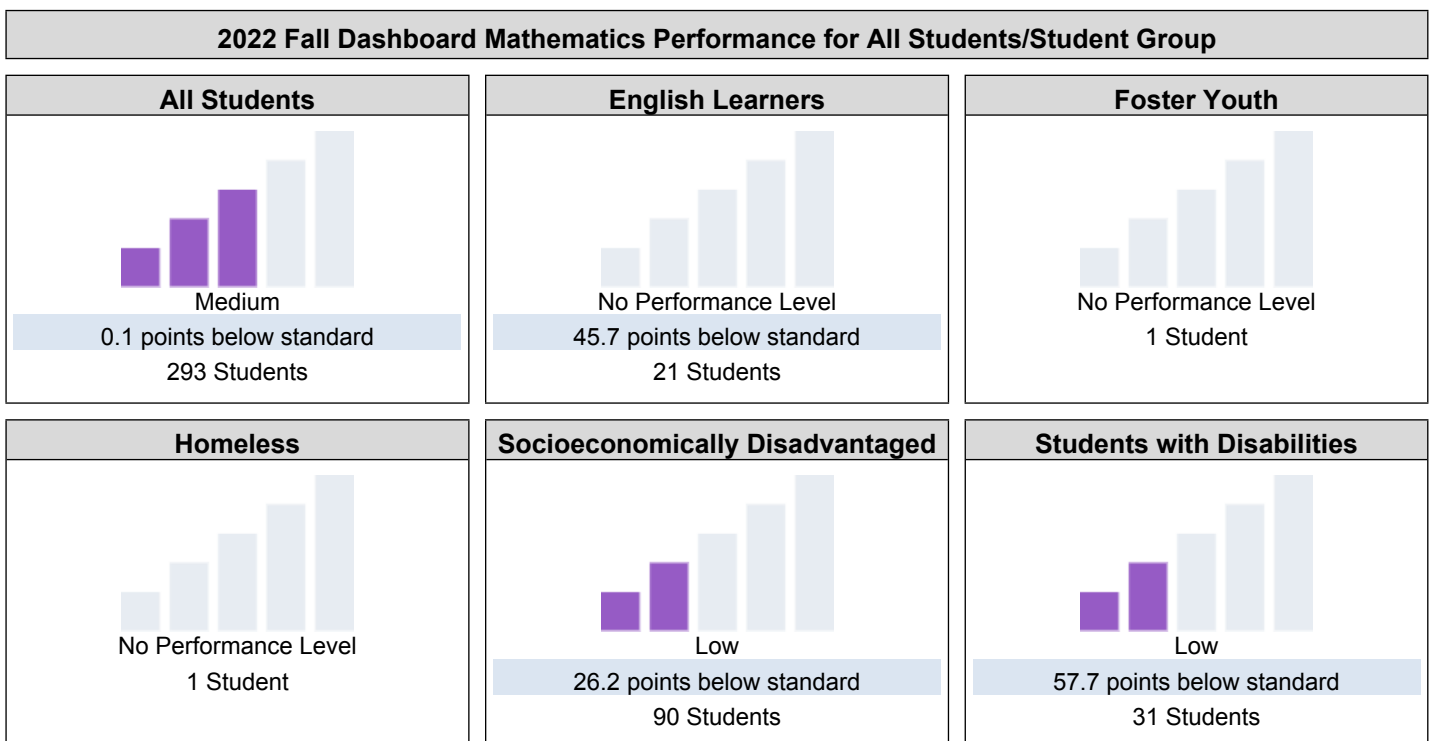 2022 Fall Dashboard Mathematics Performance for All Students/Student Group
All Students
Medium
0.1 points below standard
293 Students
English Learners
No Performance Level
45.7 points below standard
21 Students
Foster Youth
No Performance Level
1 Student
Homeless
No Performance Level
1 Student
Socioeconomically Disadvantaged
Low
26.2 points below standard
90 Students
Students with Disabilities
Low
57.7 points below standard
31 Students